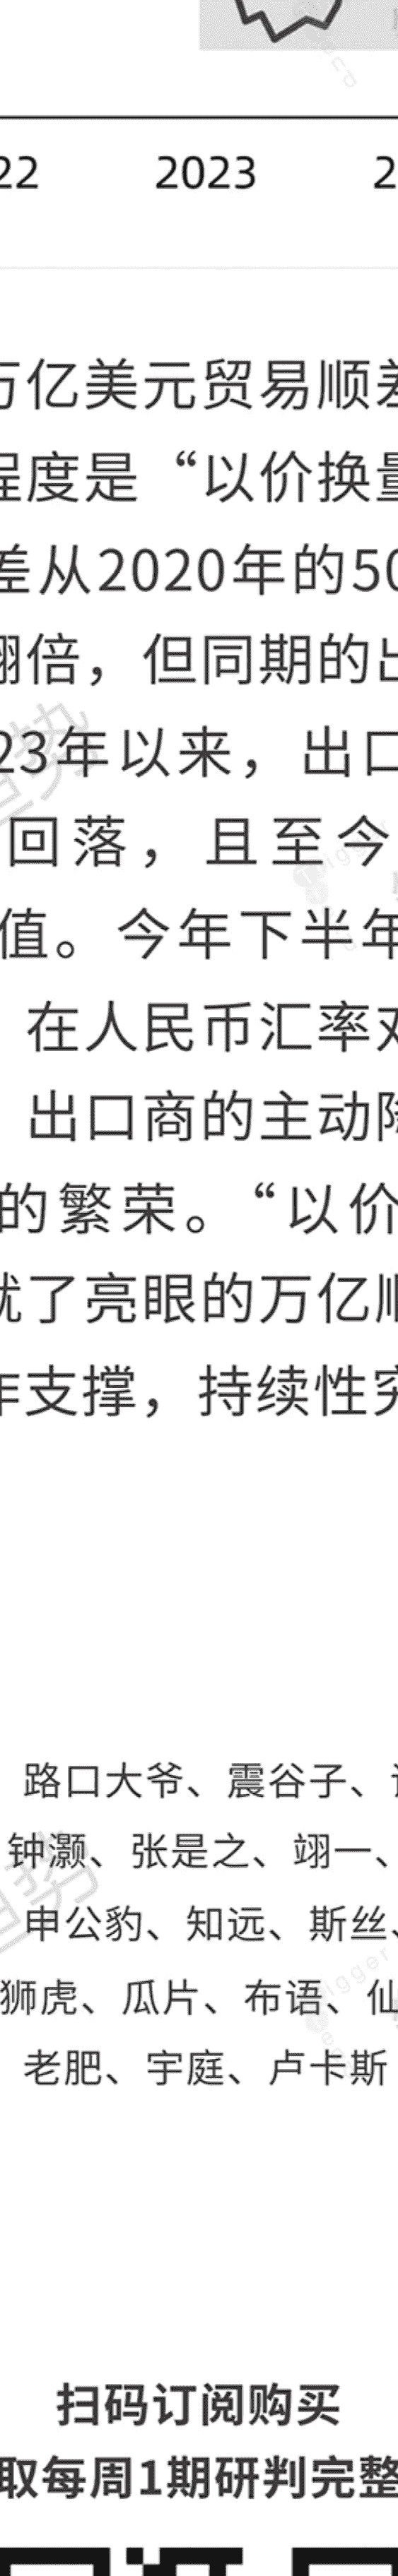 22 2023 2
万亿美元贸易顺差
程度是“以价换量
差从2020年的50
翻倍，但同期的出
23年以来，出口
回落，且至今
值。今年下半年
在人民币汇率对
出口商的主动降
的繁荣。“以价
就了亮眼的万亿顺
作支撑，持续性突
路口大爷、震谷子、
钟灏、张是之、翊一、
申公豹、知远、斯丝、
狮虎、瓜片、布语、仙
老肥、宇庭、卢卡斯
扫码订阅购买
取每周1期研判完整